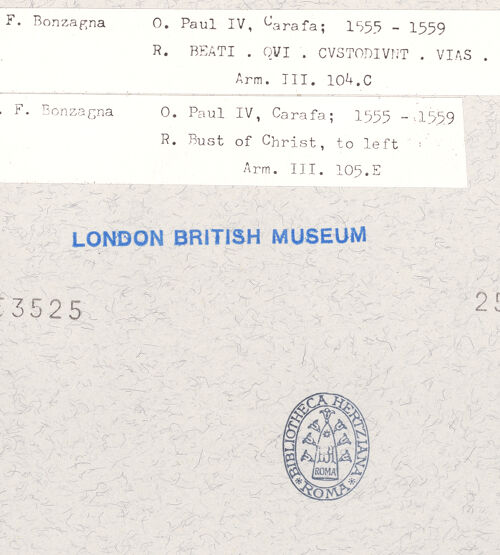 F. Bonzagna O. Paul IV, Carafa; 1555 - 1559
R. BEATI . QVI . CVSTODIVNT . VIAS .
Arm. III. 104.C
. F. Bonzagna O. Paul IV, Carafa; 1555 - 1559
R. Bust of Christ, to left
Arm. III. 105.E
LONDON BRITISH MUSEUM
3525 25
BIBLIOTHECA HERTZIANA
ROMA
* ROMA *